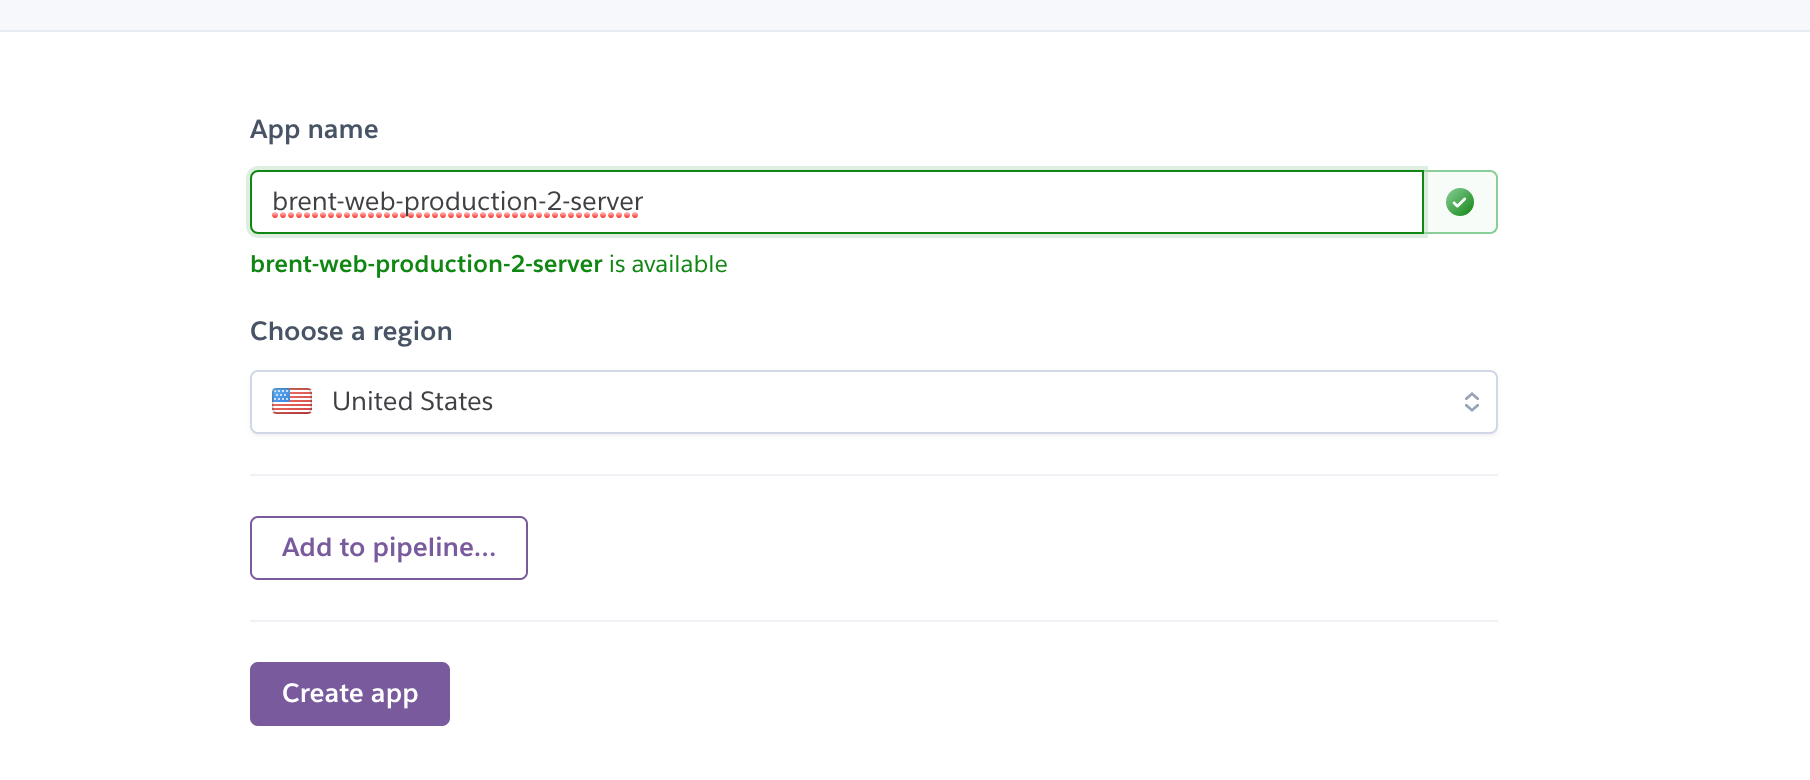 App name
brent-web-production-2-server
brent-web-production-2-server is available
Choose a region
United States
Add to pipeline...
Create app